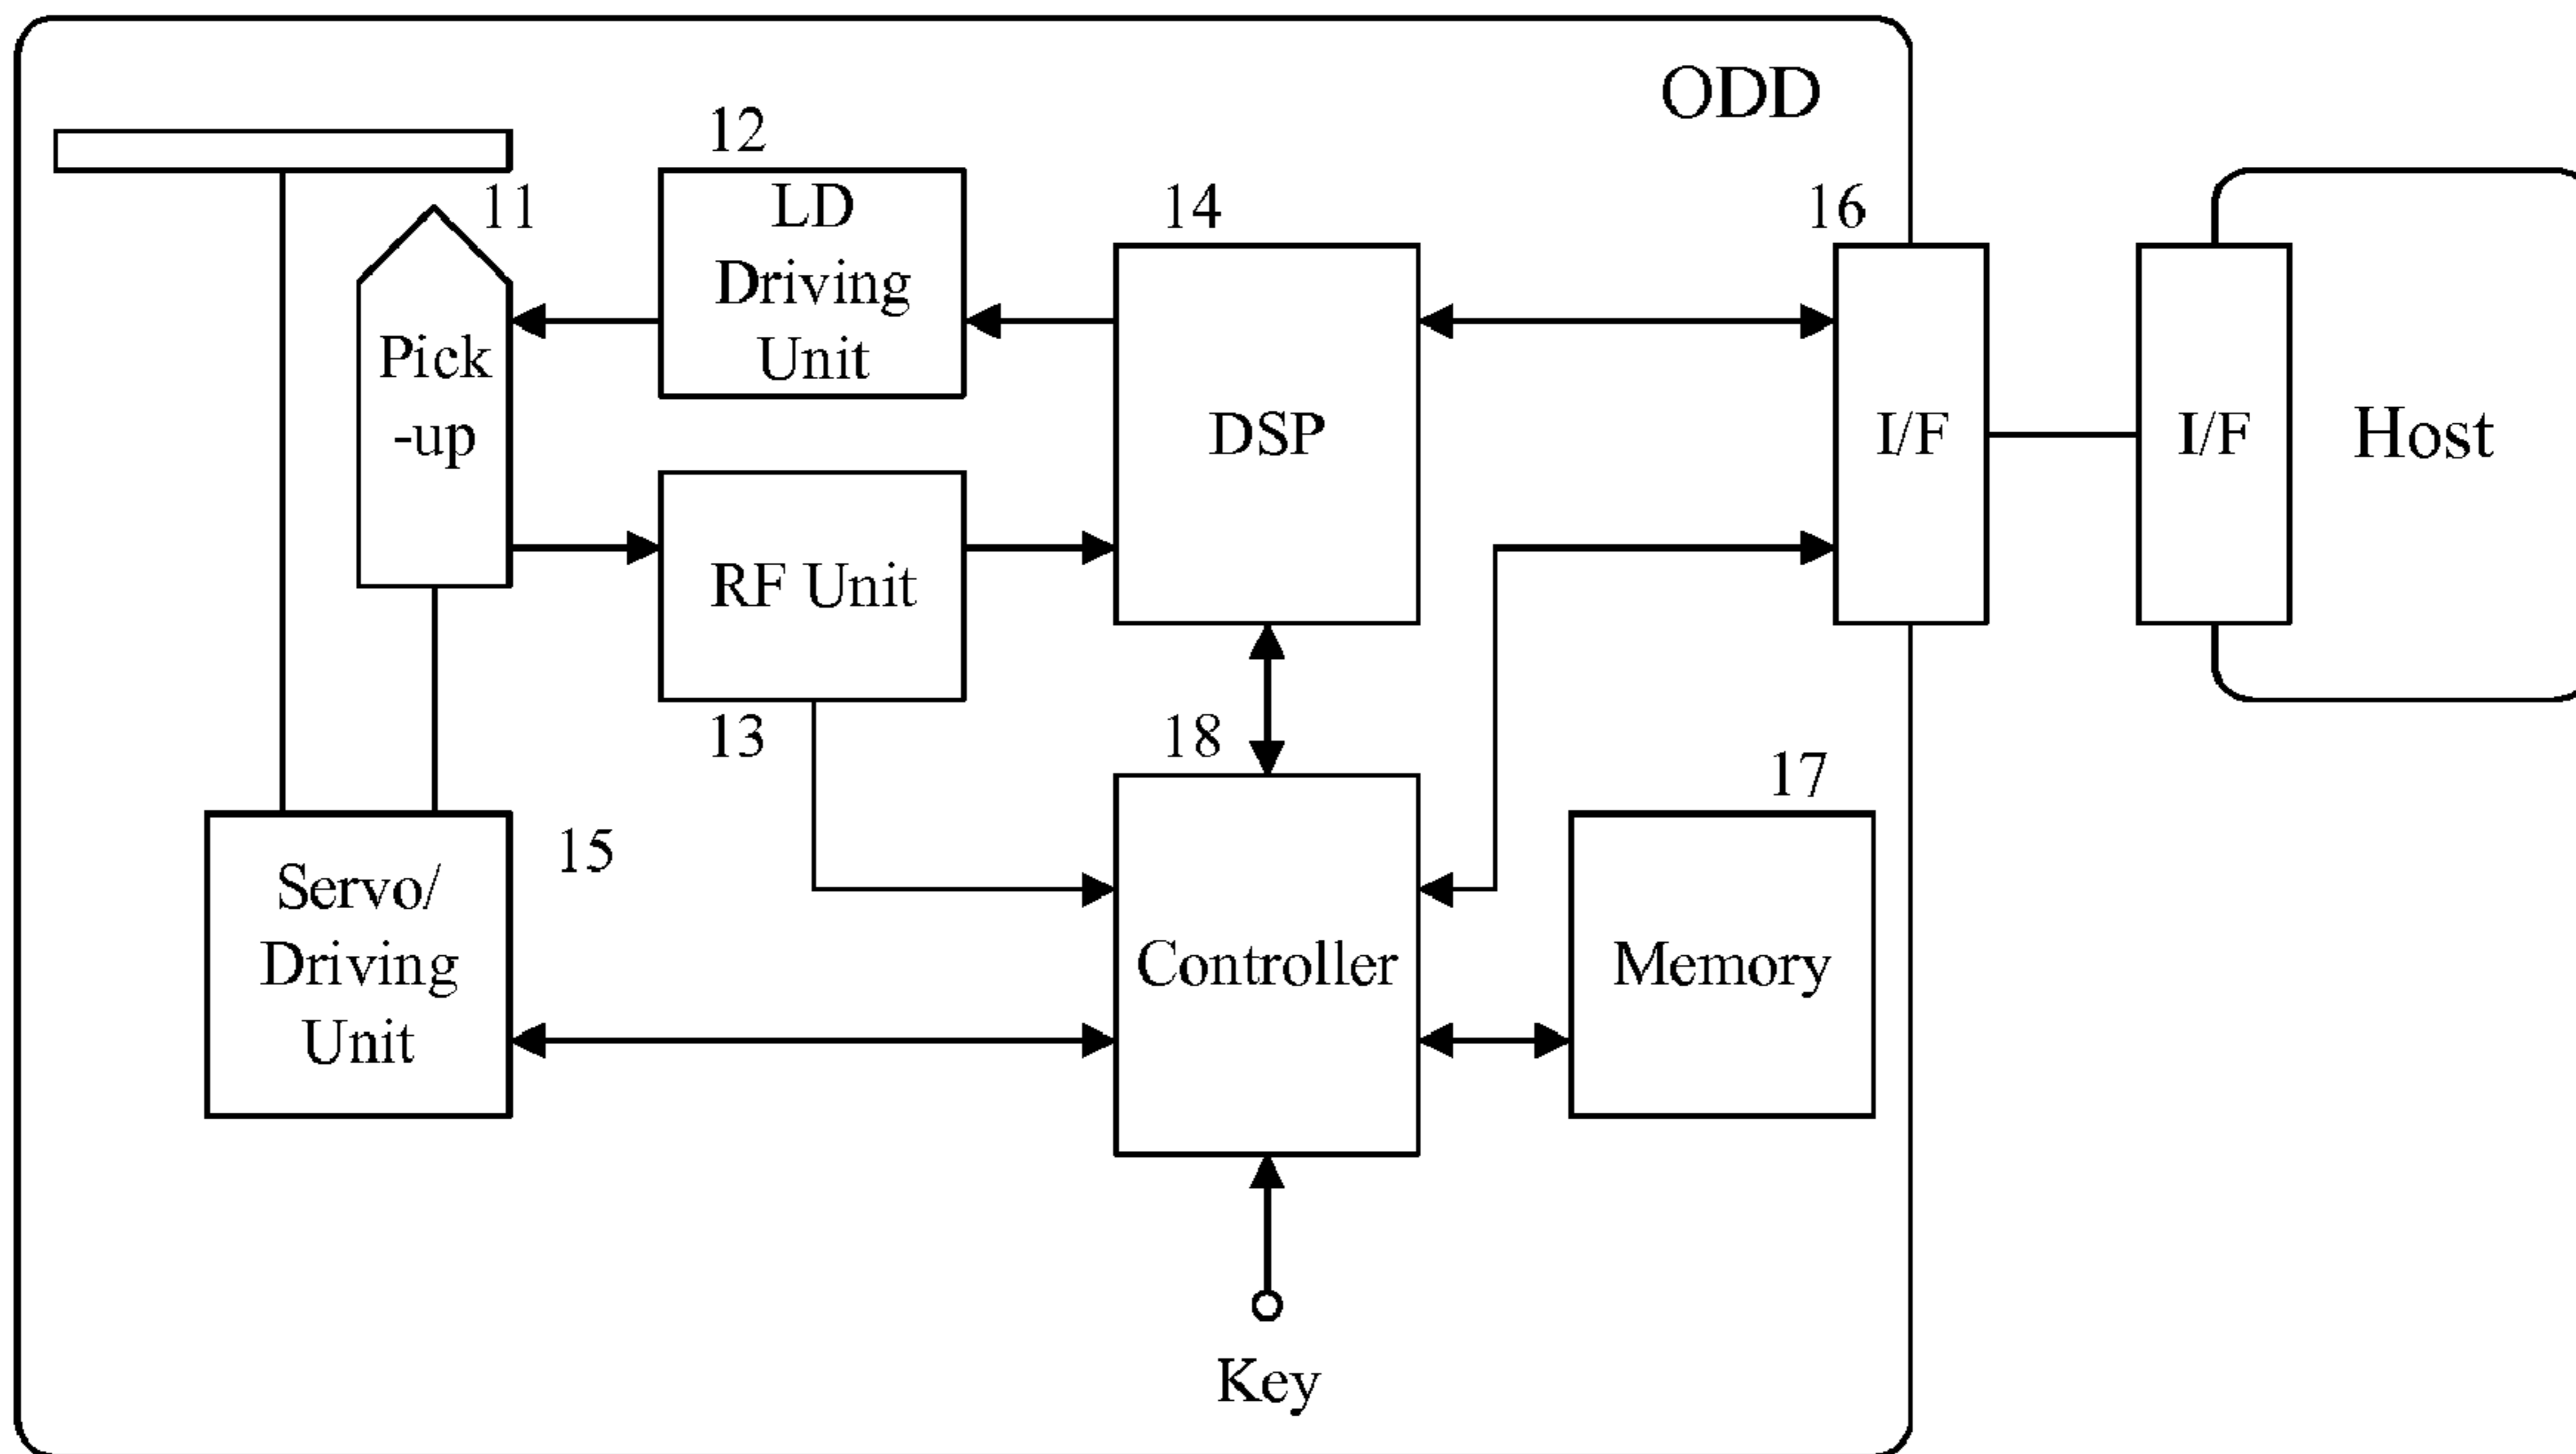 ODD
12
11
LD
Driving
Unit
14
16
Pick
-up
DSP
I/F
I/F
Host
RF Unit
13
18
17
15
Servo/
Driving
Unit
Controller
Memory
Key